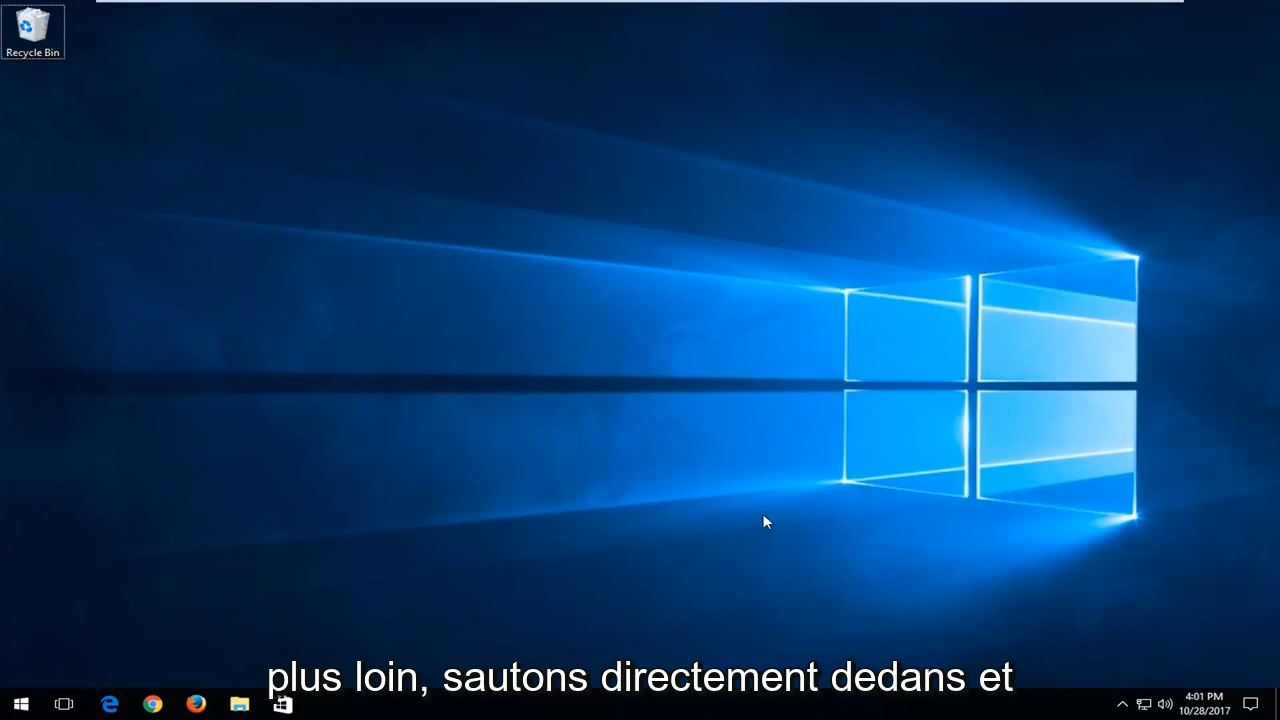 Recycle Bin
plus loin, sautons directement dedans et
4:01 PM
10/28/2017